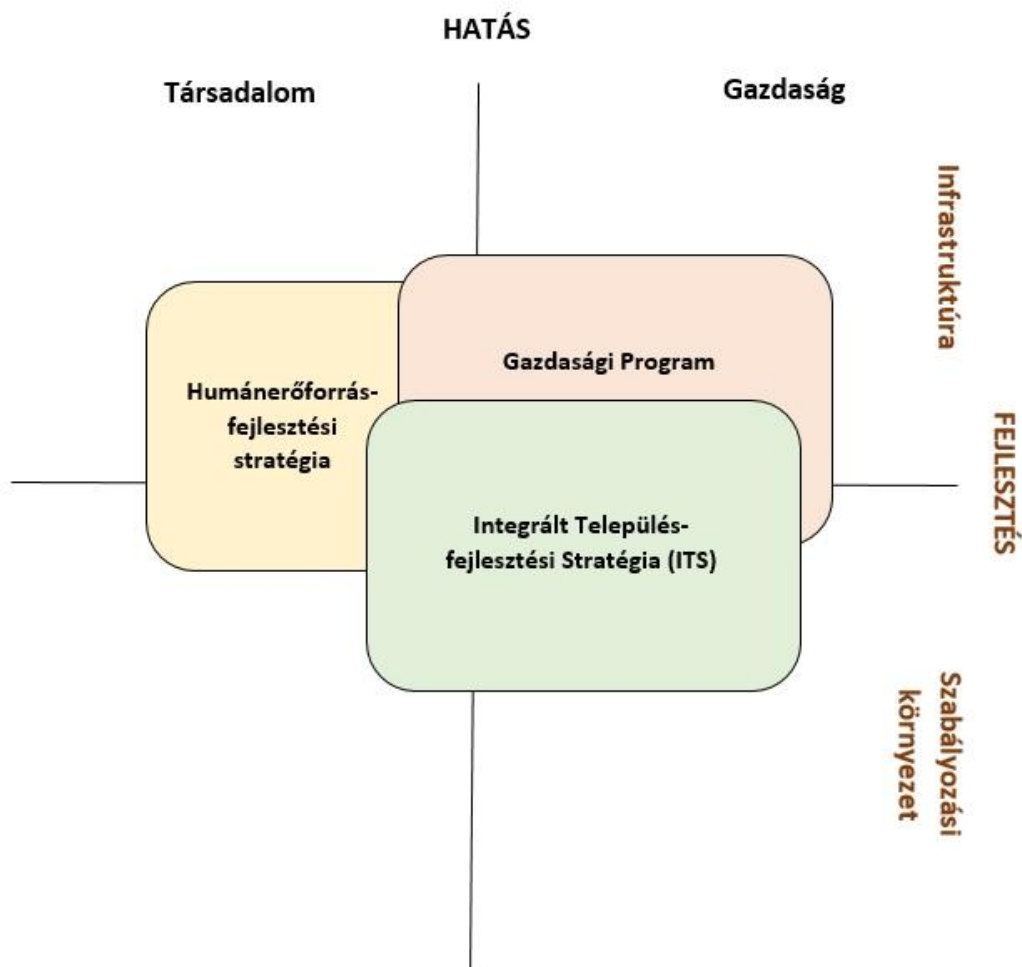 HATÁS
Társadalom
Gazdaság
Infrastruktúra
Gazdasági Program
Humánerőforrás-
fejlesztési
stratégia
FEJLESZTÉS
Integrált Település-
fejlesztési Stratégia (ITS)
Szabályozási
környezet